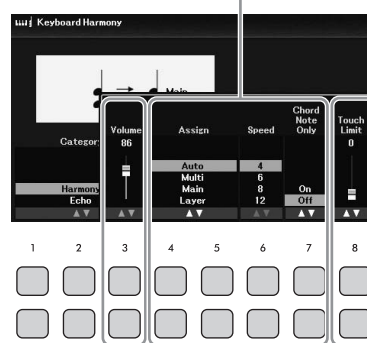 Keyboard Harmony
Main
Category
Volume
86
Assign
Speed
Chord
Note
Only
Touch
Limit
0
Harmony
Echo
Auto
Multi
Main
Layer
4
6
8
12
On
Off
1 2 3 4 5 6 7 8